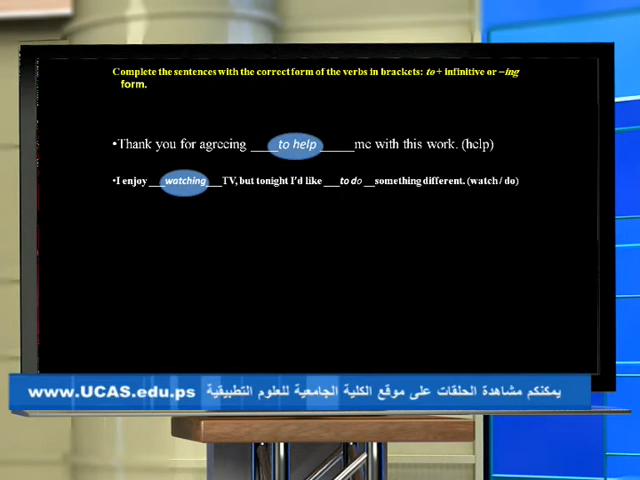 Complete the sentences with the correct form of the verbs in brackets: to + infinitive or –ing
form.
•Thank you for agreeing ____to help_____me with this work. (help)
•I enjoy ___watching___TV, but tonight I'd like ___to do __something different. (watch / do)
www.UCAS.edu.ps يمكنكم مشاهدة الحلقات على موقع الكلية الجامعية للعلوم التطبيقية